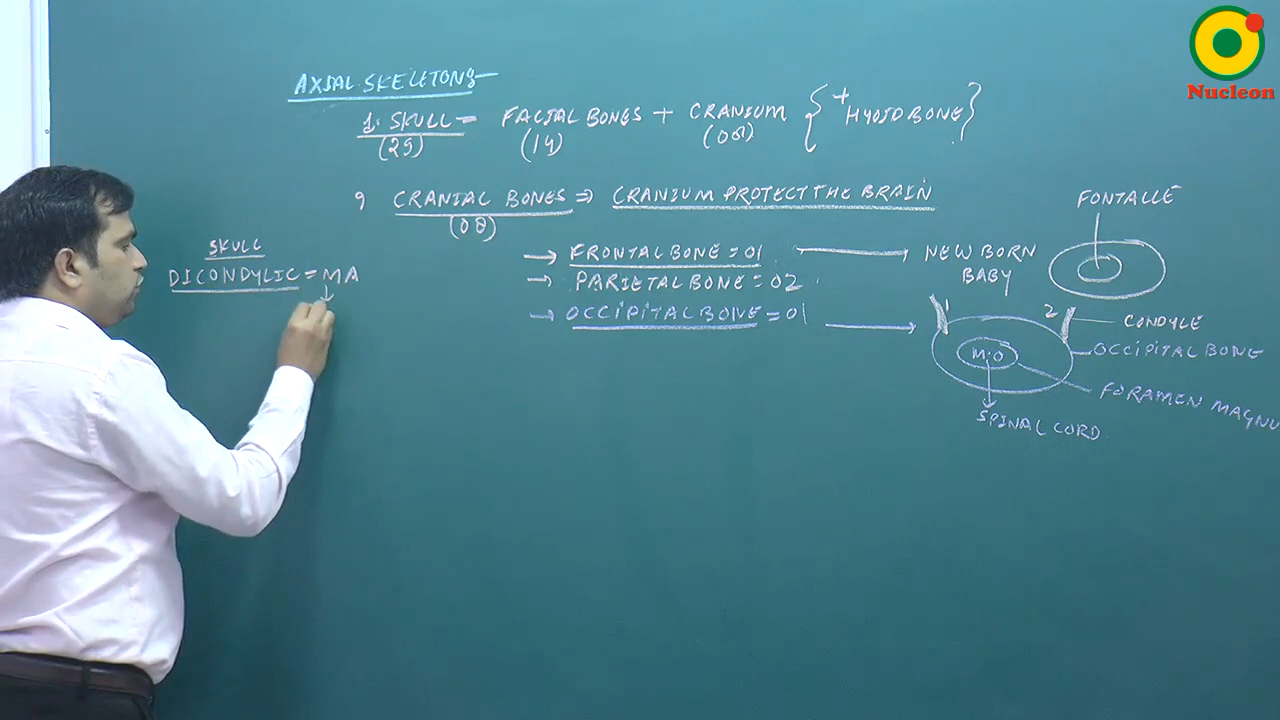 Nucleon
AXIAL SKELETONS
1. SKULL - FACIAL BONES + CRANIUM { + HYOID BONE }
(29) (14) (08)
9 CRANIAL BONES ⇒ CRANIUM PROTECT THE BRAIN
(08)
→ FRONTAL BONE = 01
→ PARIETAL BONE = 02
→ OCCIPITAL BONE = 01
SKULL
DICONDYLIC = MA
NEW BORN
BABY
FONTALLE
1 2
CONDYLE
OCCIPITAL BONE
M.O
FORAMEN MAGNU
SPINAL CORD